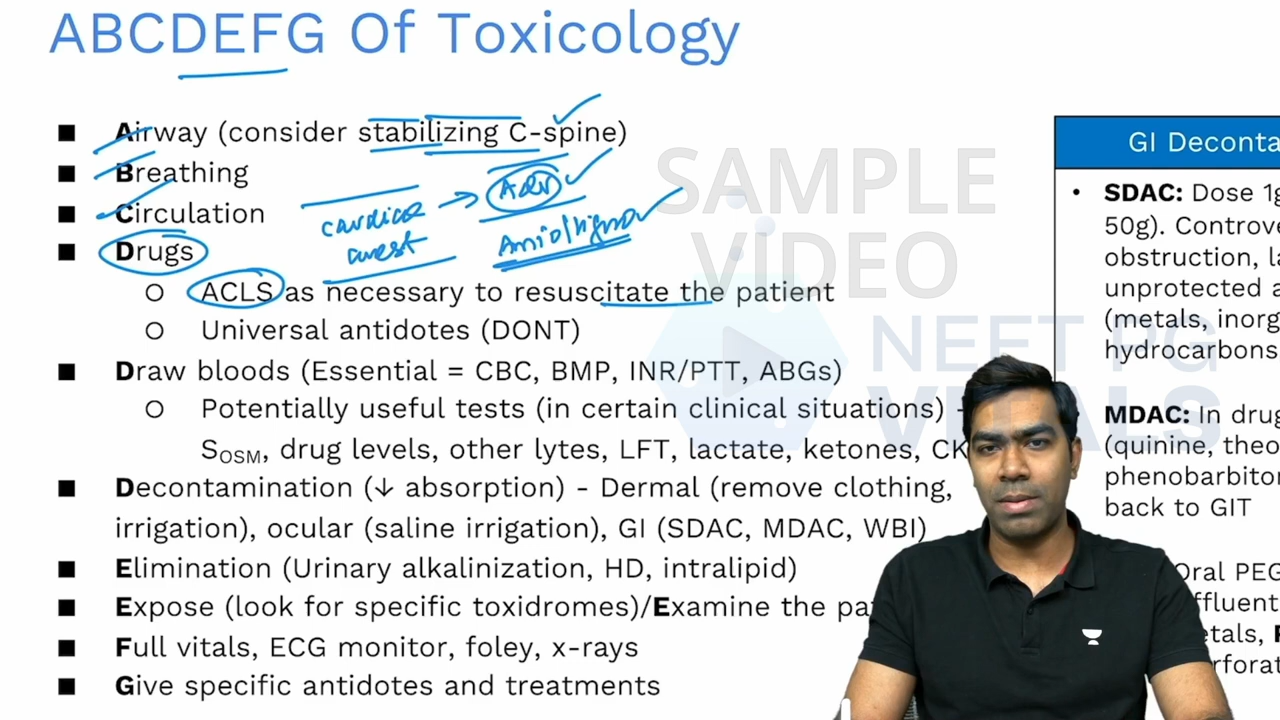 ABCDEFG Of Toxicology
■ Airway (consider stabilizing C-spine)
■ Breathing
■ Circulation
■ Drugs
○ ACLS as necessary to resuscitate the patient
○ Universal antidotes (DONT)
■ Draw bloods (Essential = CBC, BMP, INR/PTT, ABGs)
○ Potentially useful tests (in certain clinical situations) -
SOSM, drug levels, other lytes, LFT, lactate, ketones, CK
■ Decontamination (↓ absorption) - Dermal (remove clothing,
irrigation), ocular (saline irrigation), GI (SDAC, MDAC, WBI)
■ Elimination (Urinary alkalinization, HD, intralipid)
■ Expose (look for specific toxidromes)/Examine the pa
■ Full vitals, ECG monitor, foley, x-rays
■ Give specific antidotes and treatments
cardiac →
arrest
GI Deconta
• SDAC: Dose 1g
50g). Controve
obstruction, la
unprotected a
(metals, inorg
hydrocarbons
MDAC: In drug
(quinine, theo
phenobarbiton
back to GIT
Oral PEG
ffluent
etals,
rforat
SAMPLE
VIDEO
NEET PG
VITALS